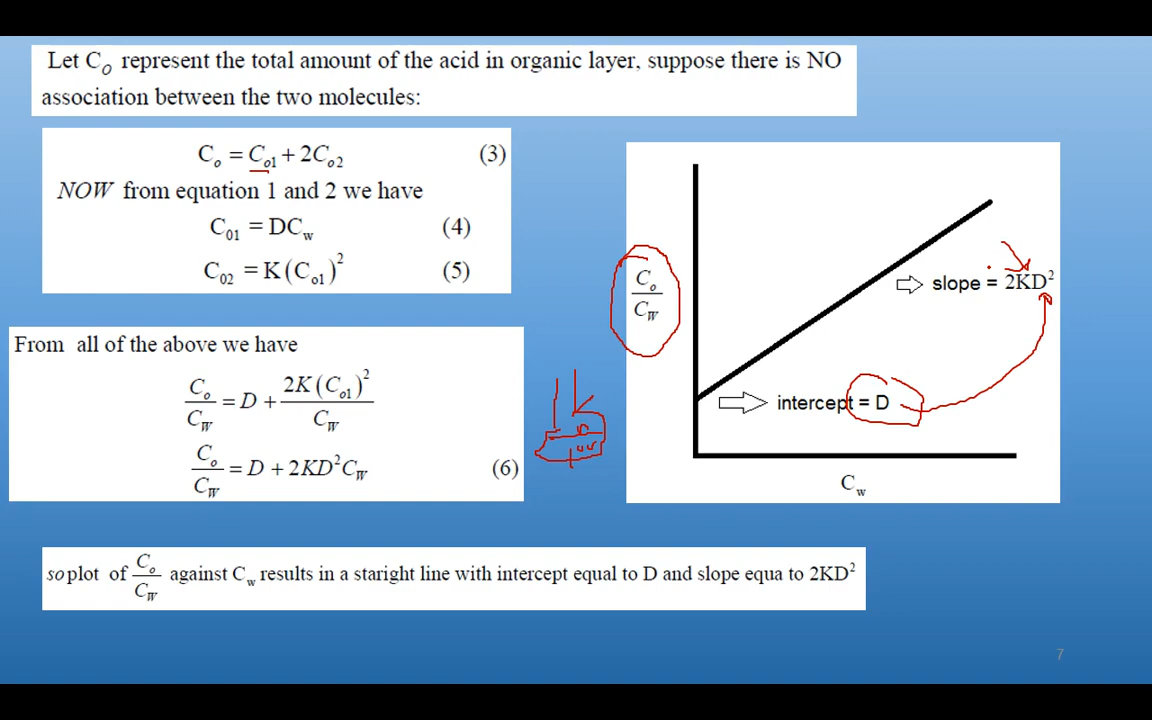 Let C_O represent the total amount of the acid in organic layer, suppose there is NO
association between the two molecules:
C_o = C_o1 + 2C_o2 (3)
NOW from equation 1 and 2 we have
C_01 = DC_w (4)
C_02 = K(C_o1)^2 (5)
From all of the above we have
C_o/C_W = D + 2K(C_o1)^2/C_W
C_o/C_W = D + 2KD^2C_W (6)
so plot of C_o/C_W against C_w results in a staright line with intercept equal to D and slope equa to 2KD^2
C_o/C_W
slope = 2KD^2
intercept = D
C_w
7